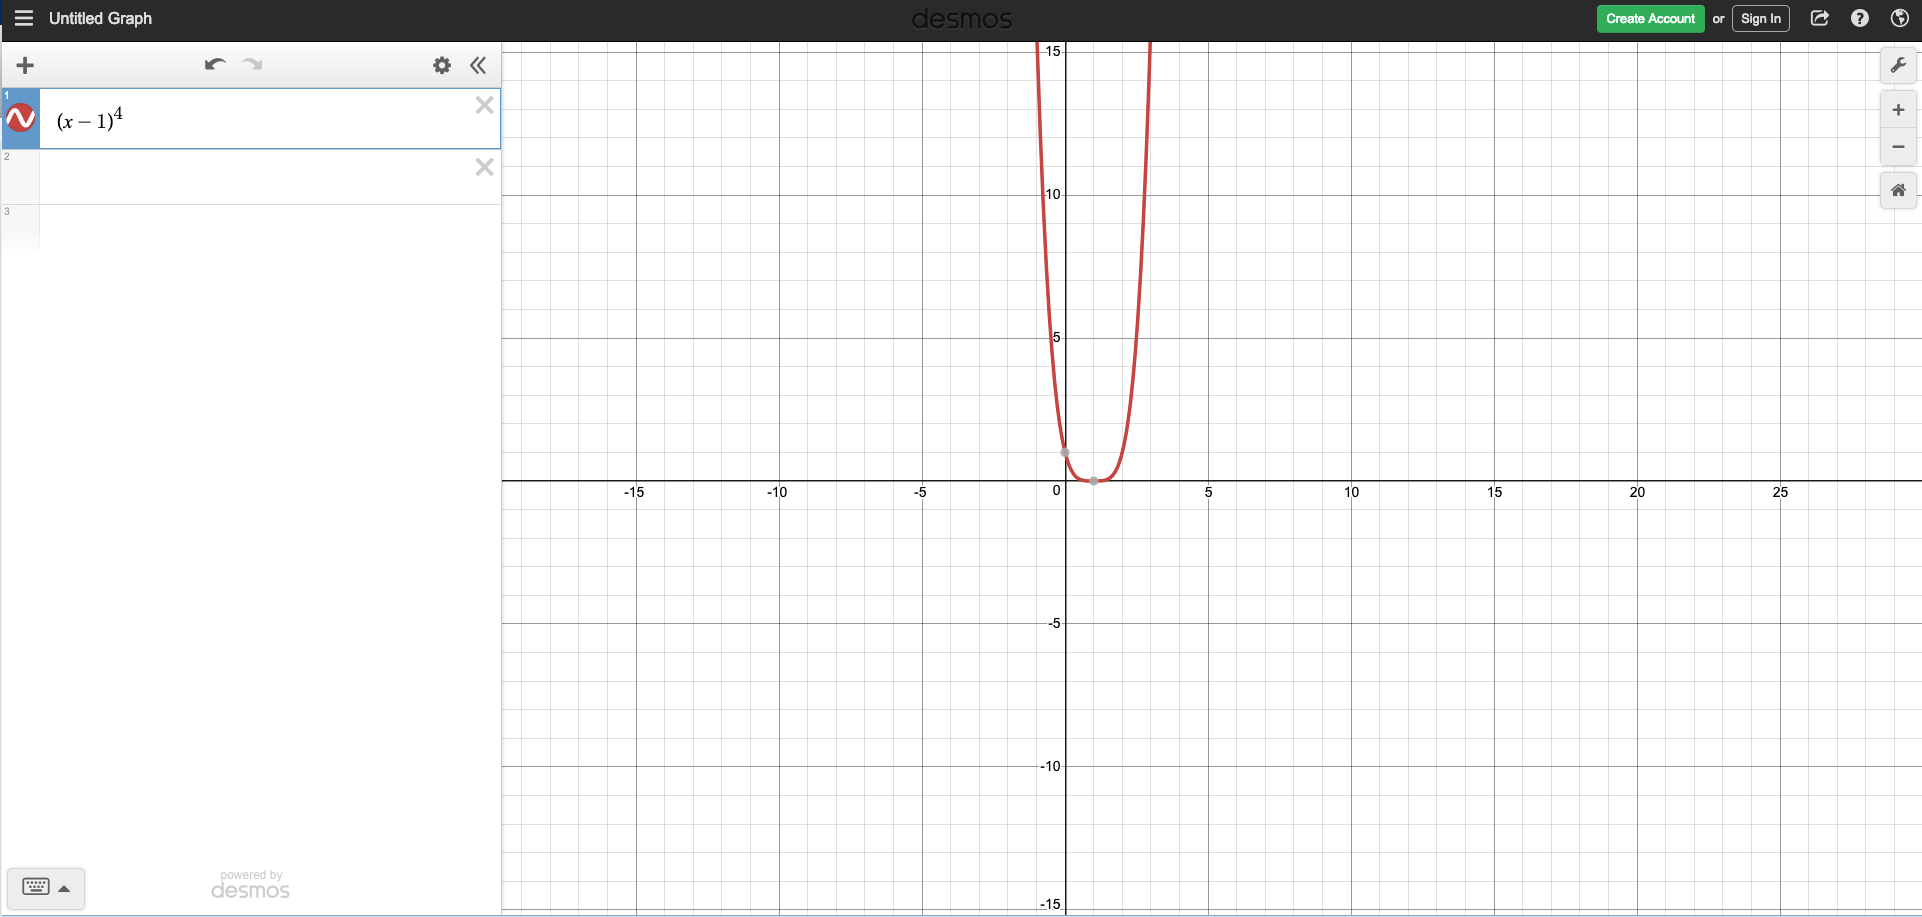 Untitled Graph
desmos
Create Account or Sign In
1
(x − 1)⁴
2
3
15
10
5
-15 -10 -5 0 5 10 15 20 25
-5
-10
-15
powered by
desmos